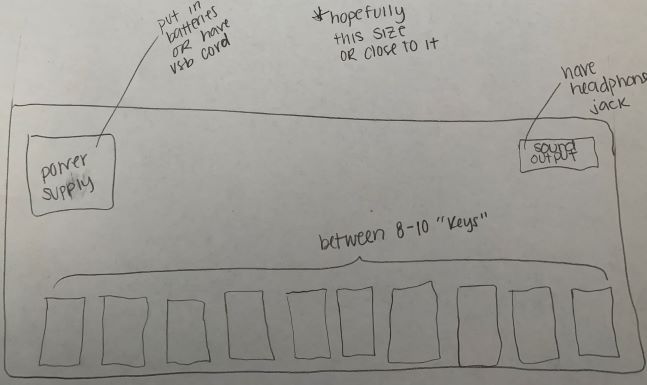 put in
batteries
OR have
usb cord
*hopefully
this size
OR close to it
have
headphone
jack
power
supply
sound
output
between 8-10 "keys"